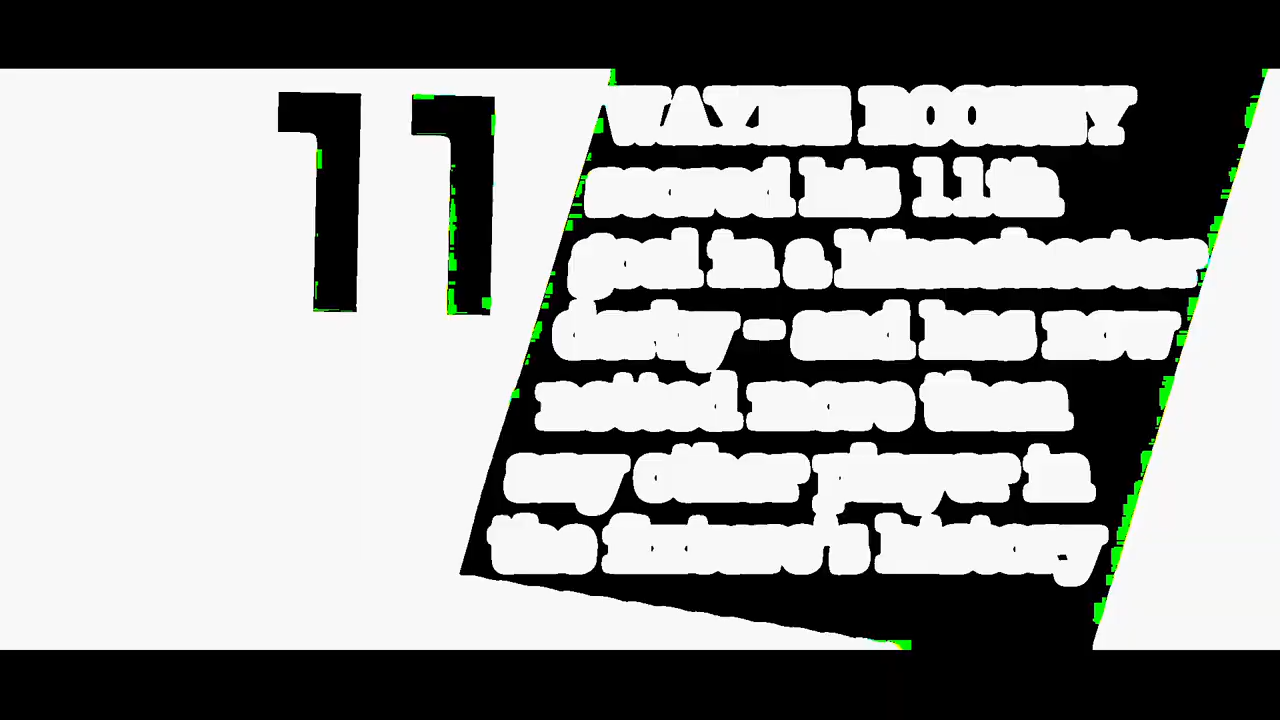 11
WAYNE ROONEY
scored his 11th
goal in a Manchester
derby - and has now
netted more than
any other player in
the fixture's history